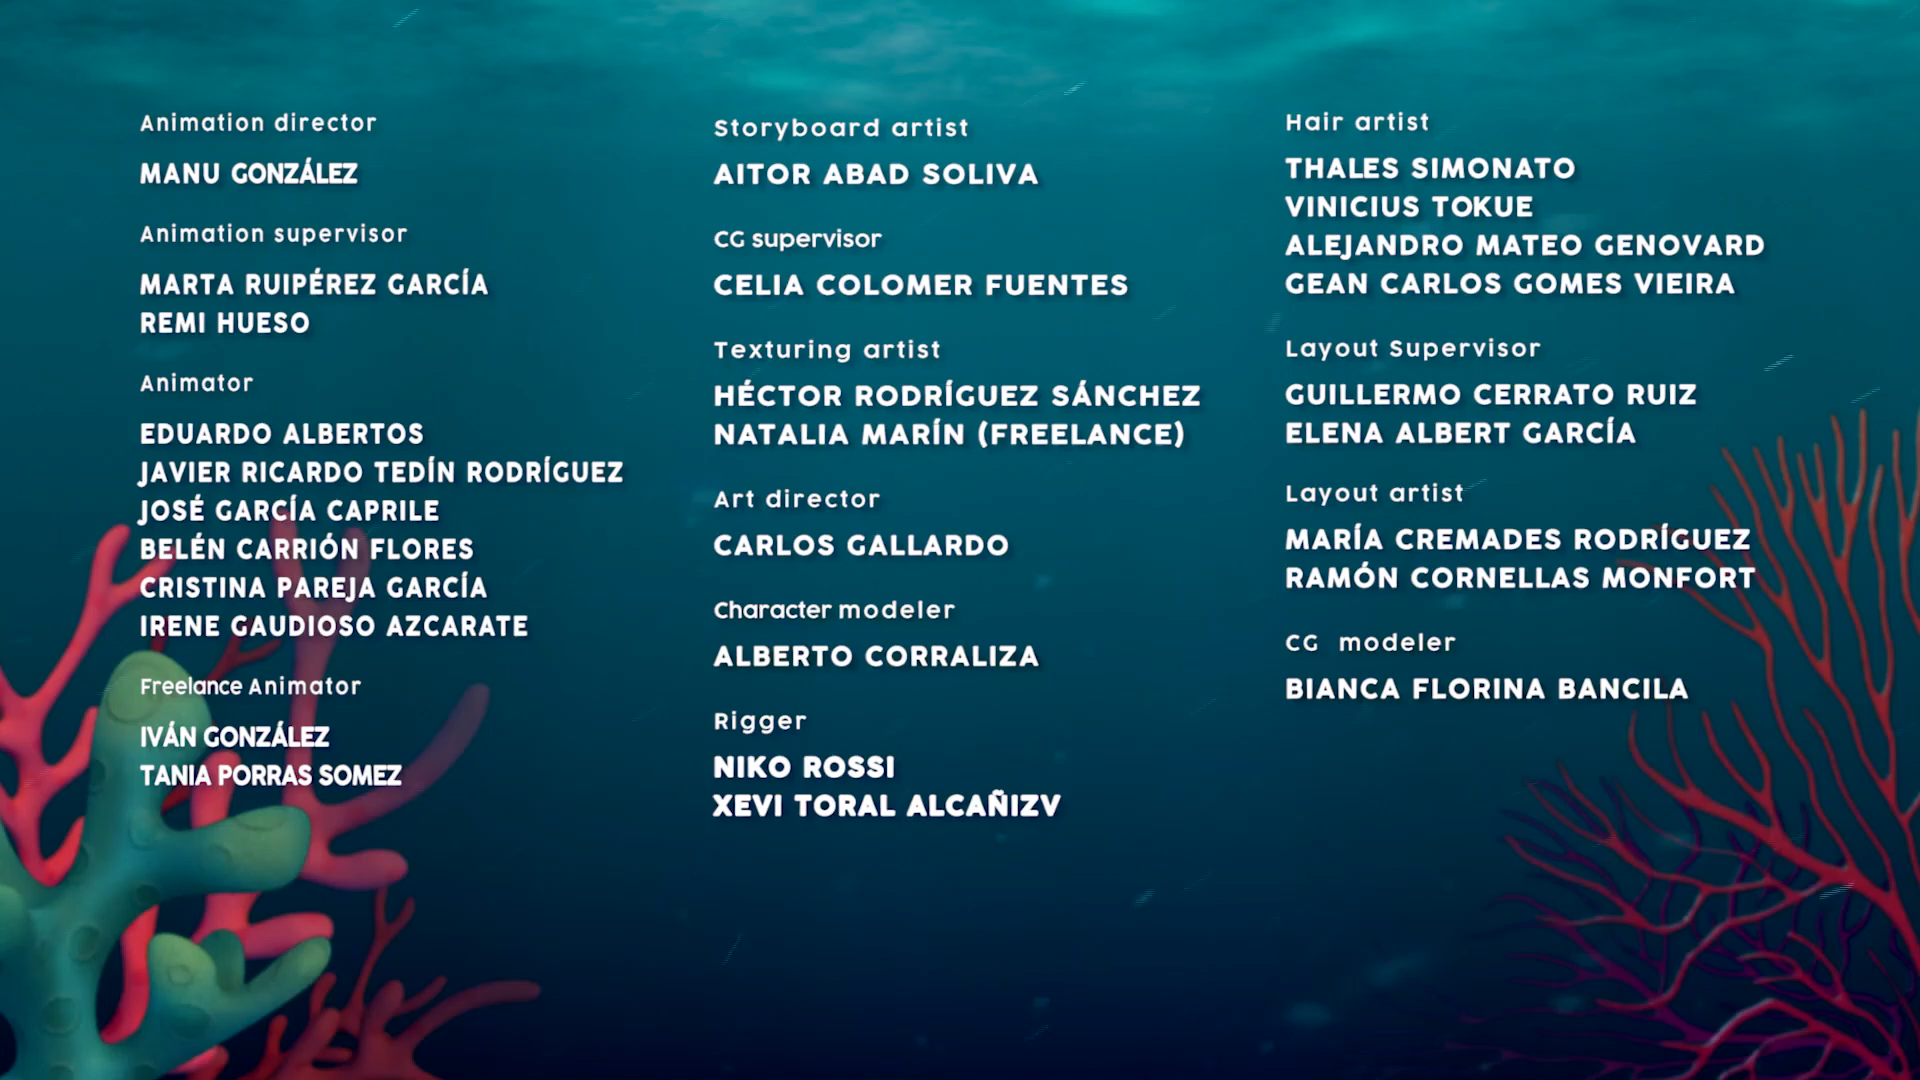 Animation director
MANU GONZÁLEZ
Animation supervisor
MARTA RUIPÉREZ GARCÍA
REMI HUESO
Animator
EDUARDO ALBERTOS
JAVIER RICARDO TEDÍN RODRÍGUEZ
JOSÉ GARCÍA CAPRILE
BELÉN CARRIÓN FLORES
CRISTINA PAREJA GARCÍA
IRENE GAUDIOSO AZCARATE
Freelance Animator
IVÁN GONZÁLEZ
TANIA PORRAS SOMEZ
Storyboard artist
AITOR ABAD SOLIVA
CG supervisor
CELIA COLOMER FUENTES
Texturing artist
HÉCTOR RODRÍGUEZ SÁNCHEZ
NATALIA MARÍN (FREELANCE)
Art director
CARLOS GALLARDO
Character modeler
ALBERTO CORRALIZA
Rigger
NIKO ROSSI
XEVI TORAL ALCAÑIZV
Hair artist
THALES SIMONATO
VINICIUS TOKUE
ALEJANDRO MATEO GENOVARD
GEAN CARLOS GOMES VIEIRA
Layout Supervisor
GUILLERMO CERRATO RUIZ
ELENA ALBERT GARCÍA
Layout artist
MARÍA CREMADES RODRÍGUEZ
RAMÓN CORNELLAS MONFORT
CG modeler
BIANCA FLORINA BANCILA